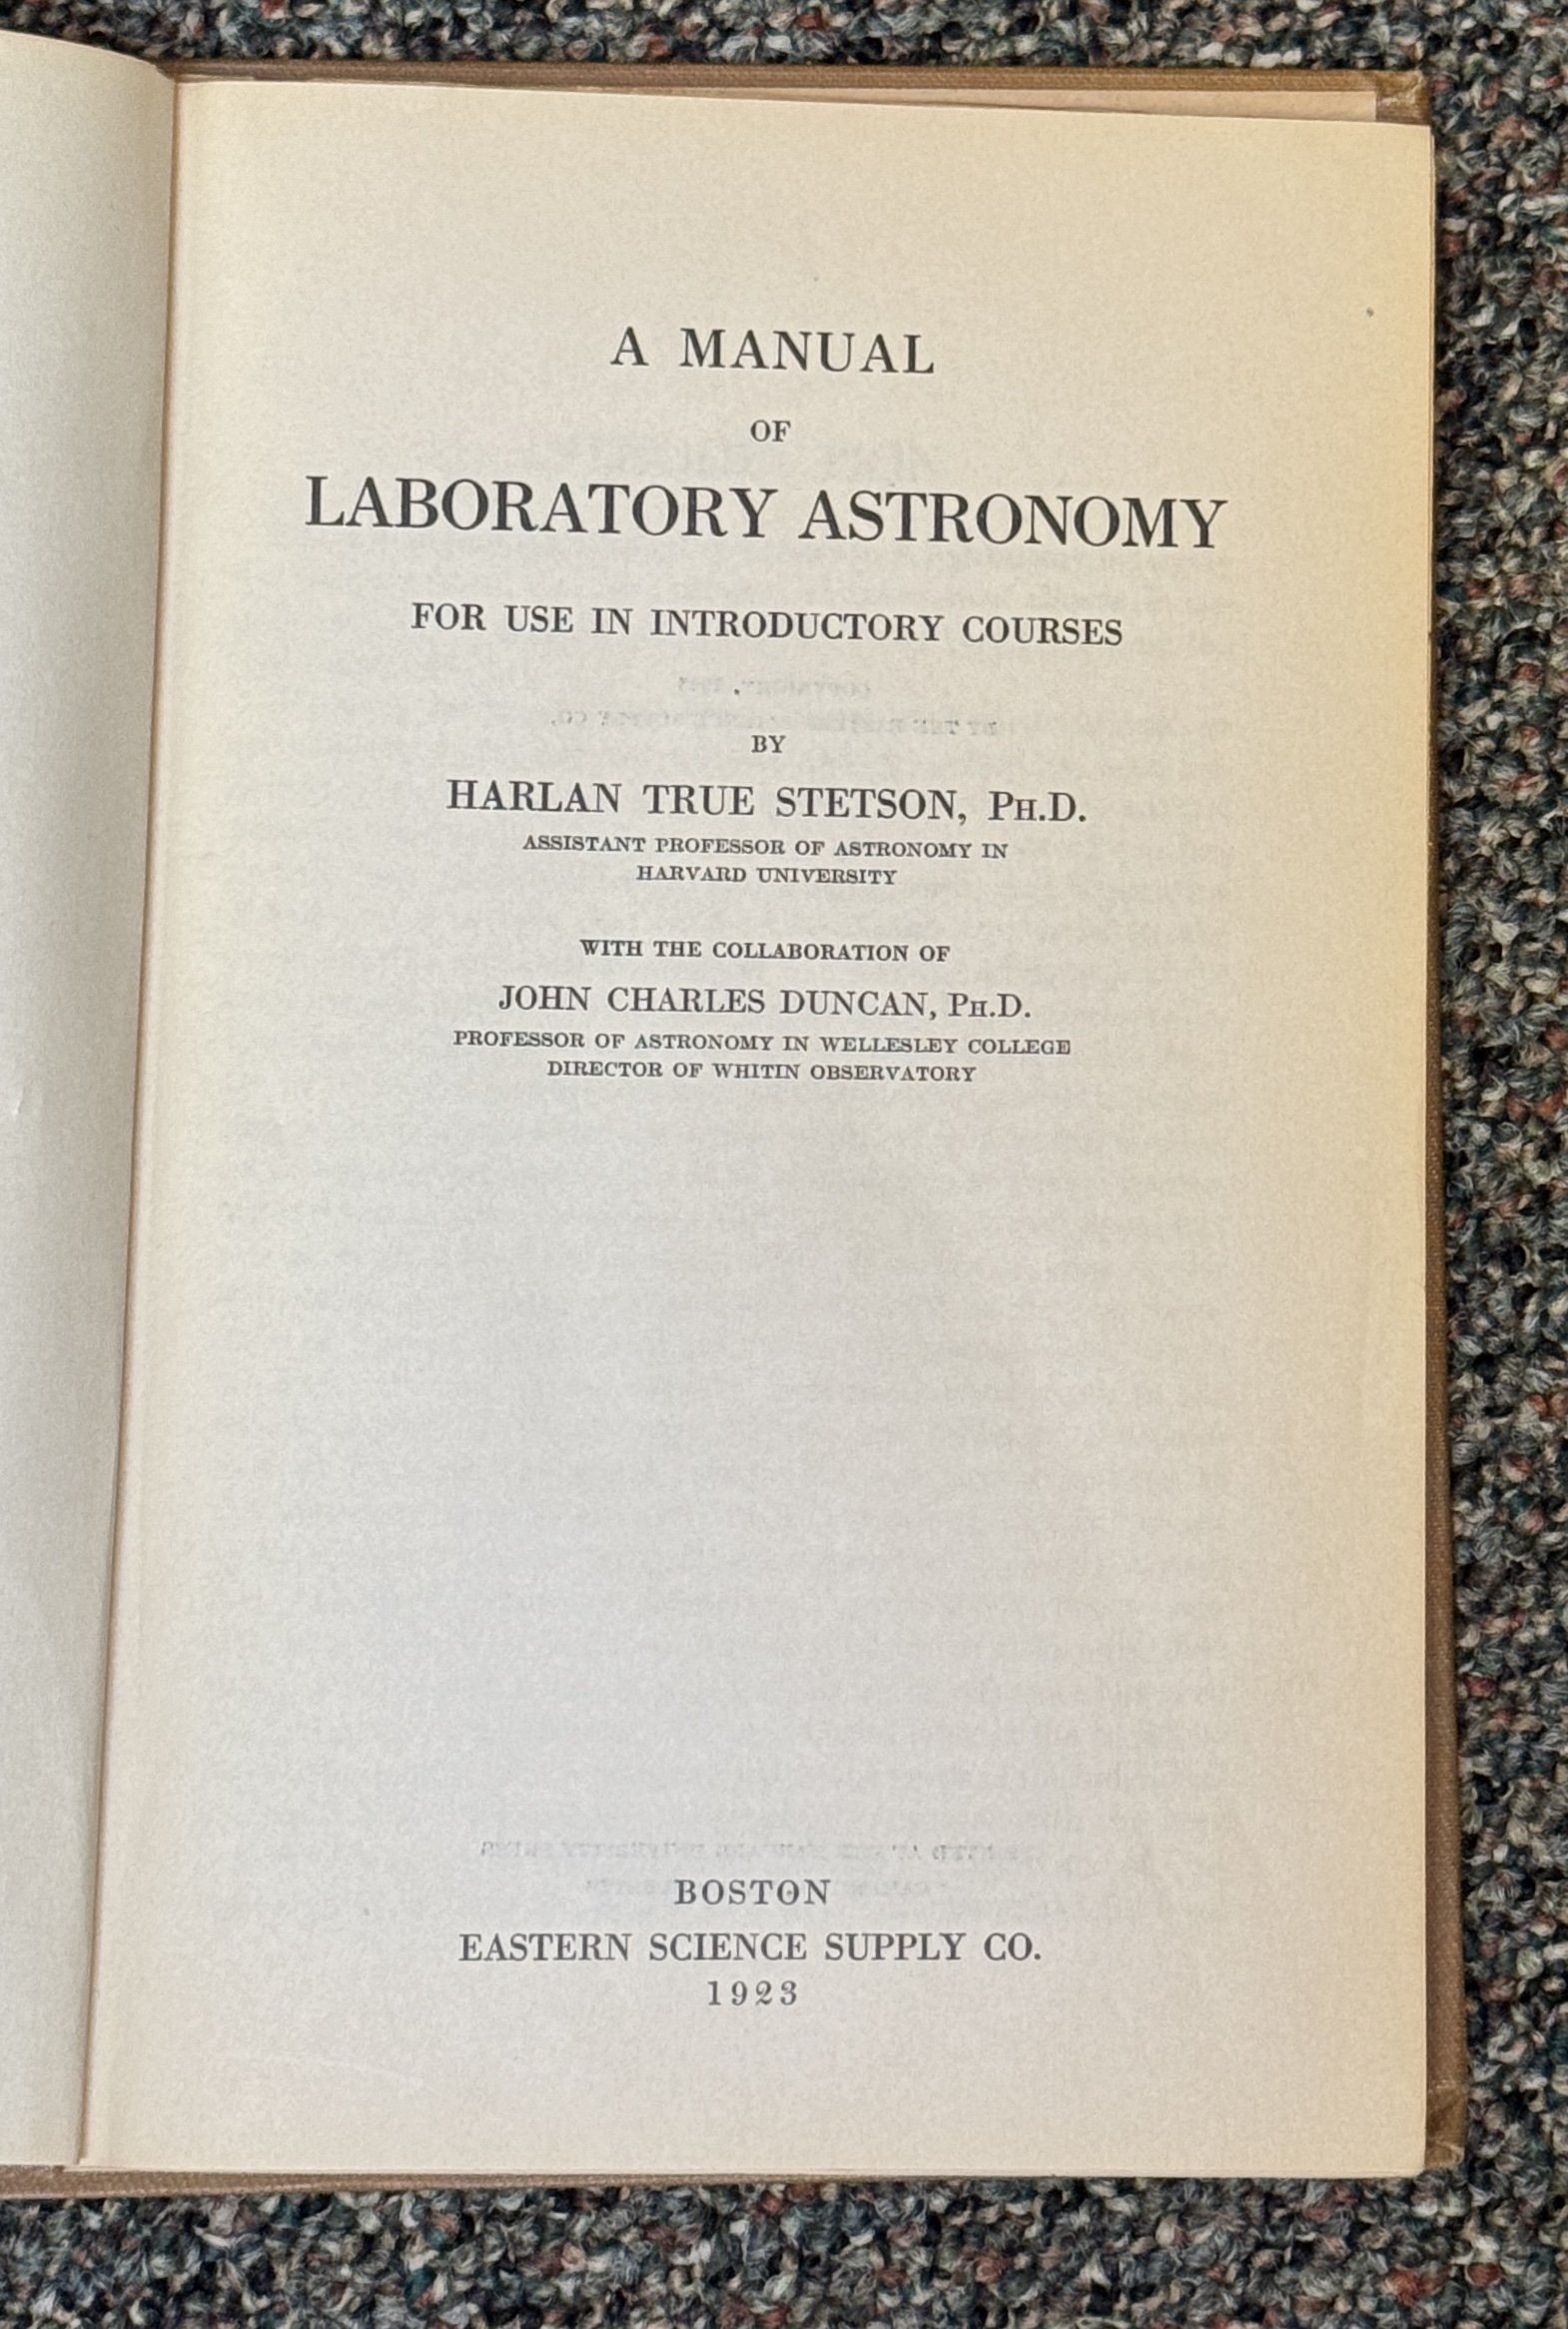 A MANUAL
OF
LABORATORY ASTRONOMY
FOR USE IN INTRODUCTORY COURSES
BY
HARLAN TRUE STETSON, PH.D.
ASSISTANT PROFESSOR OF ASTRONOMY IN
HARVARD UNIVERSITY
WITH THE COLLABORATION OF
JOHN CHARLES DUNCAN, PH.D.
PROFESSOR OF ASTRONOMY IN WELLESLEY COLLEGE
DIRECTOR OF WHITIN OBSERVATORY
BOSTON
EASTERN SCIENCE SUPPLY CO.
1923